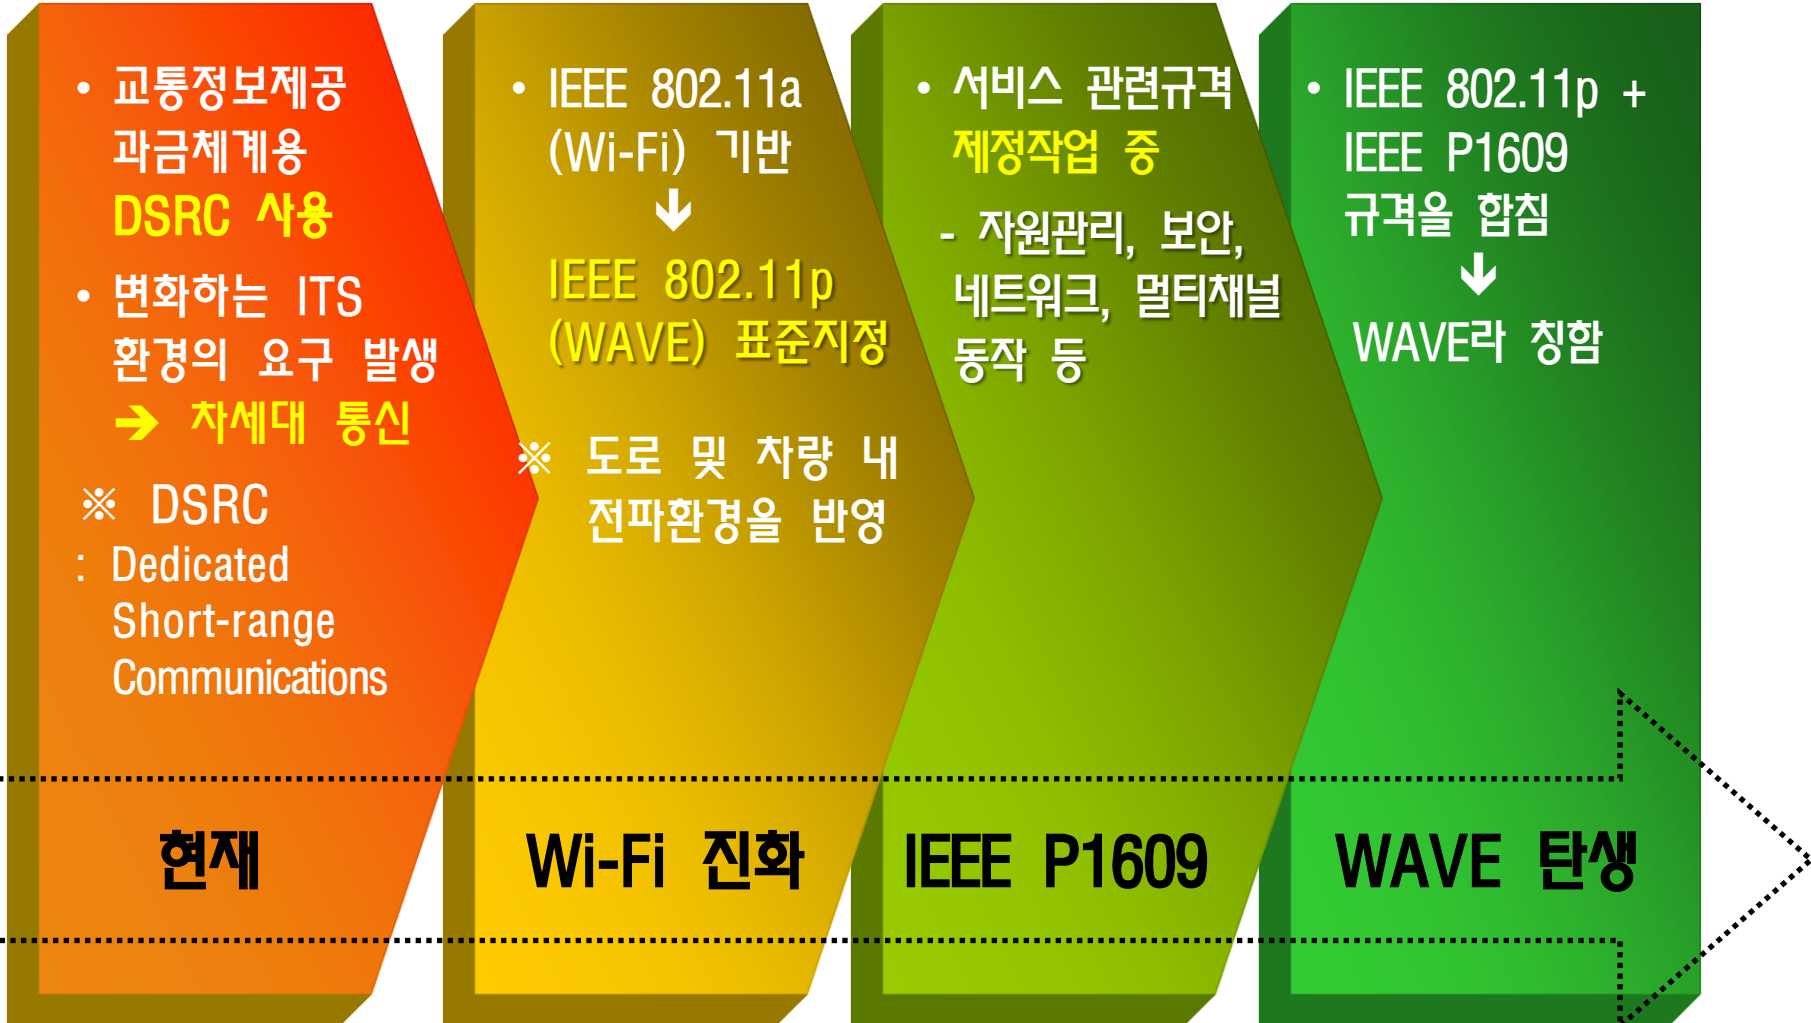 • 교통정보제공
과금체계용
DSRC 사용
• 변화하는 ITS
환경의 요구 발생
➔ 차세대 통신
※ DSRC
: Dedicated
Short-range
Communications
현재
• IEEE 802.11a
(Wi-Fi) 기반
↓
IEEE 802.11p
(WAVE) 표준지정
※ 도로 및 차량 내
전파환경을 반영
Wi-Fi 진화
• 서비스 관련규격
제정작업 중
- 자원관리, 보안,
네트워크, 멀티채널
동작 등
IEEE P1609
• IEEE 802.11p +
IEEE P1609
규격을 합침
↓
WAVE라 칭함
WAVE 탄생